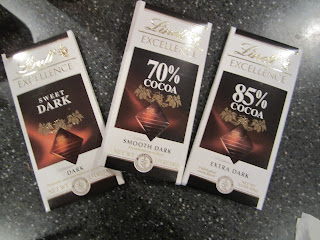 Lindt
EXCELLENCE
SWEET
DARK
DARK
Lindt
EXCELLENCE
70%
COCOA
SMOOTH DARK
Lindt
EXCELLENCE
85%
COCOA
EXTRA DARK